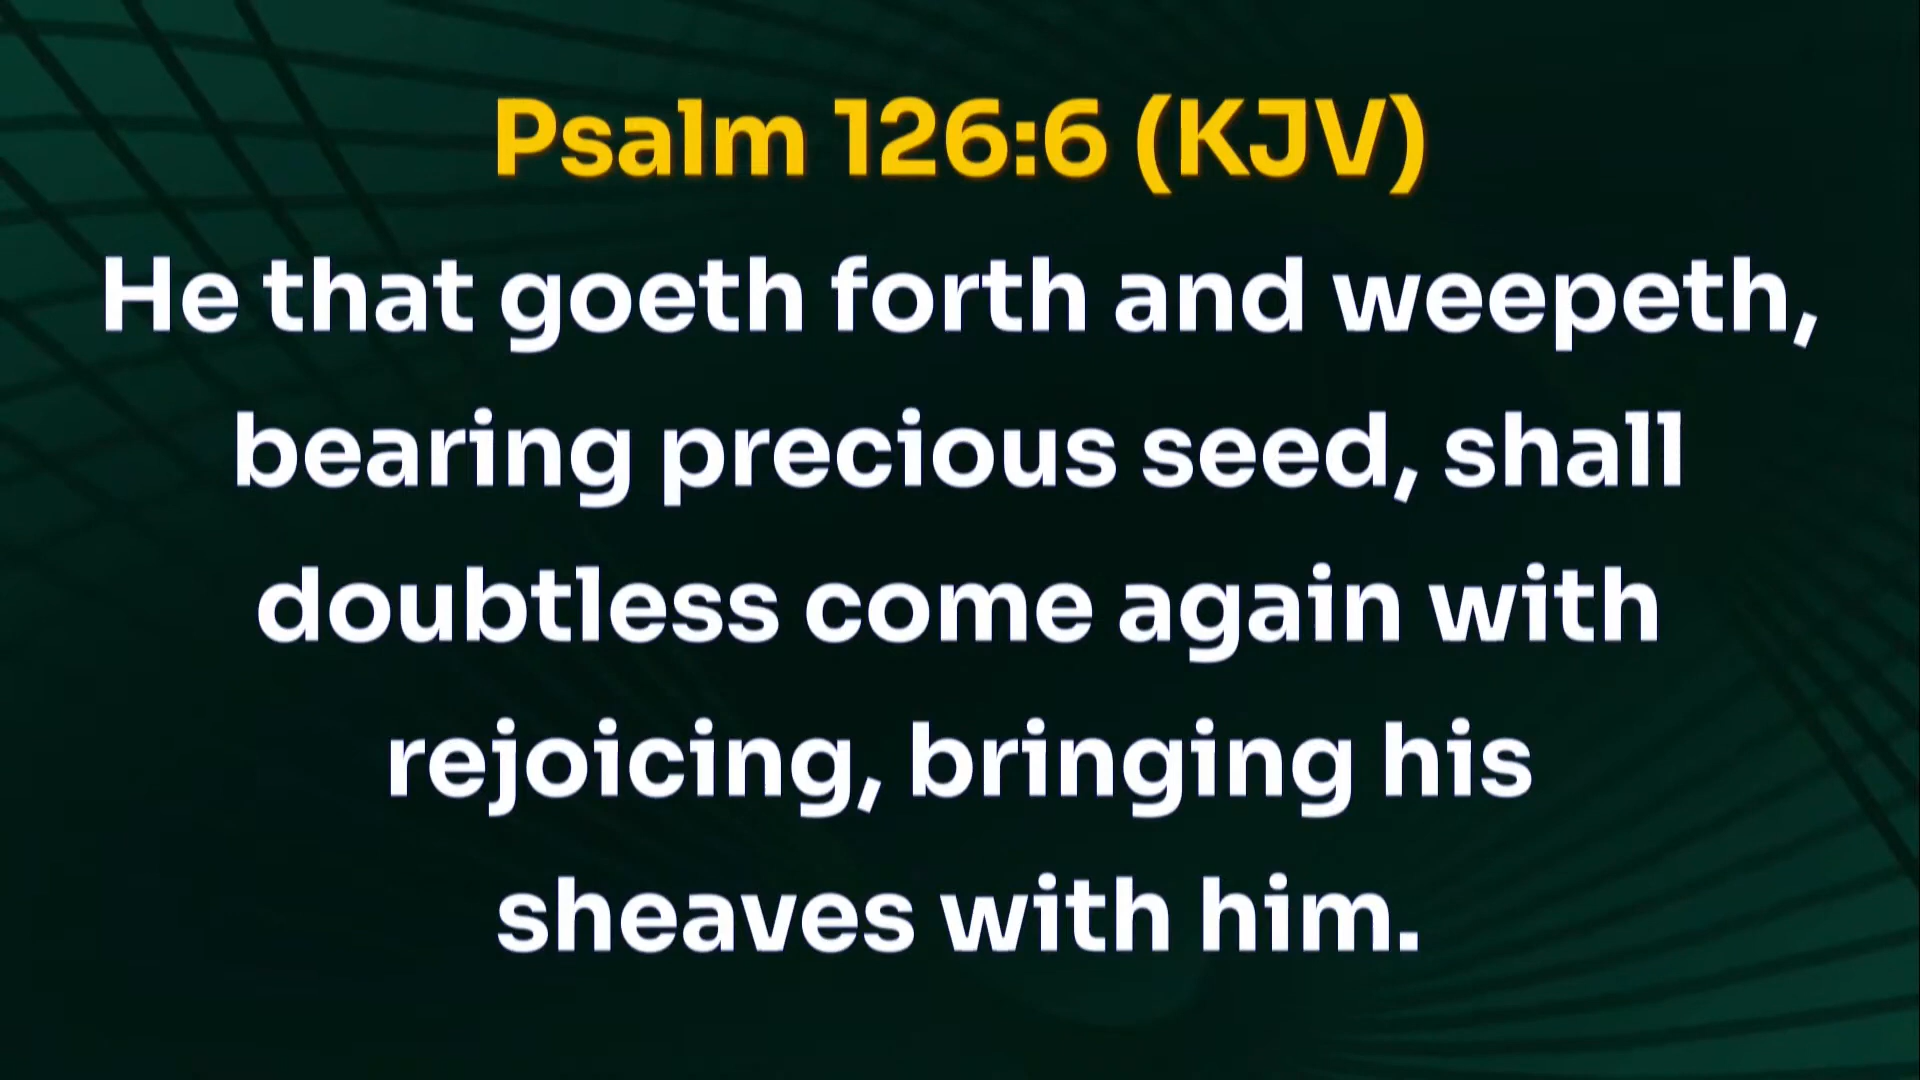 Psalm 126:6 (KJV)
He that goeth forth and weepeth,
bearing precious seed, shall
doubtless come again with
rejoicing, bringing his
sheaves with him.